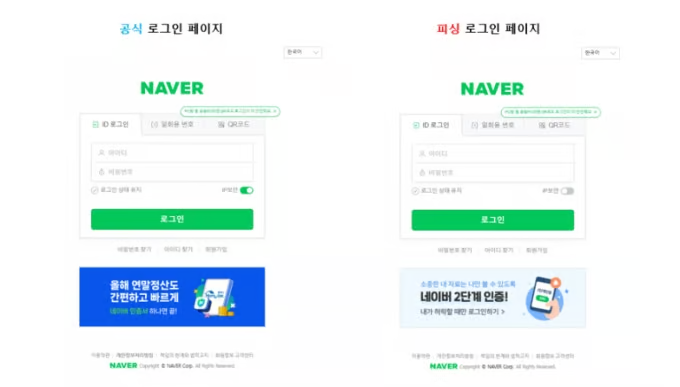 공식 로그인 페이지
한국어
NAVER
ID 로그인
일회용 번호
QR코드
아이디
비밀번호
로그인 상태 유지
IP보안
로그인
비밀번호 찾기 | 아이디 찾기 | 회원가입
올해 연말정산도
간편하고 빠르게
네이버 인증서 하나면 끝!
이용약관 | 개인정보처리방침 | 책임의 한계와 법적고지 | 회원정보 고객센터
NAVER Copyright © NAVER Corp. All Rights Reserved.
피싱 로그인 페이지
한국어
NAVER
ID 로그인
일회용 번호
QR코드
아이디
비밀번호
로그인 상태 유지
IP보안
로그인
비밀번호 찾기 | 아이디 찾기 | 회원가입
소중한 내 자료는 나만 볼 수 있도록
네이버 2단계 인증!
내가 허락할 때만 로그인하기 >
이용약관 | 개인정보처리방침 | 책임의 한계와 법적고지 | 회원정보 고객센터
NAVER Copyright © NAVER Corp. All Rights Reserved.